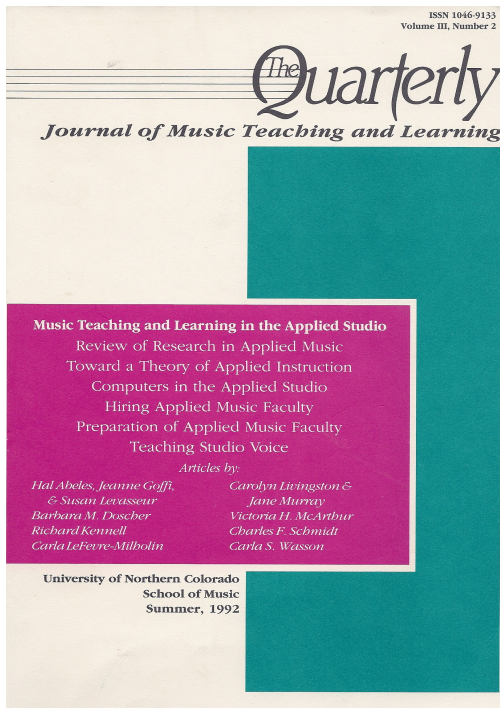 ISSN 1046-9133
Volume III, Number 2
The Quarterly
Journal of Music Teaching and Learning
Music Teaching and Learning in the Applied Studio
Review of Research in Applied Music
Toward a Theory of Applied Instruction
Computers in the Applied Studio
Hiring Applied Music Faculty
Preparation of Applied Music Faculty
Teaching Studio Voice
Articles by:
Hal Abeles, Jeanne Goffi,
& Susan Levasseur
Barbara M. Doscher
Richard Kennell
Carla LeFevre-Milholin
Carolyn Livingston &
Jane Murray
Victoria H. McArthur
Charles F. Schmidt
Carla S. Wasson
University of Northern Colorado
School of Music
Summer, 1992